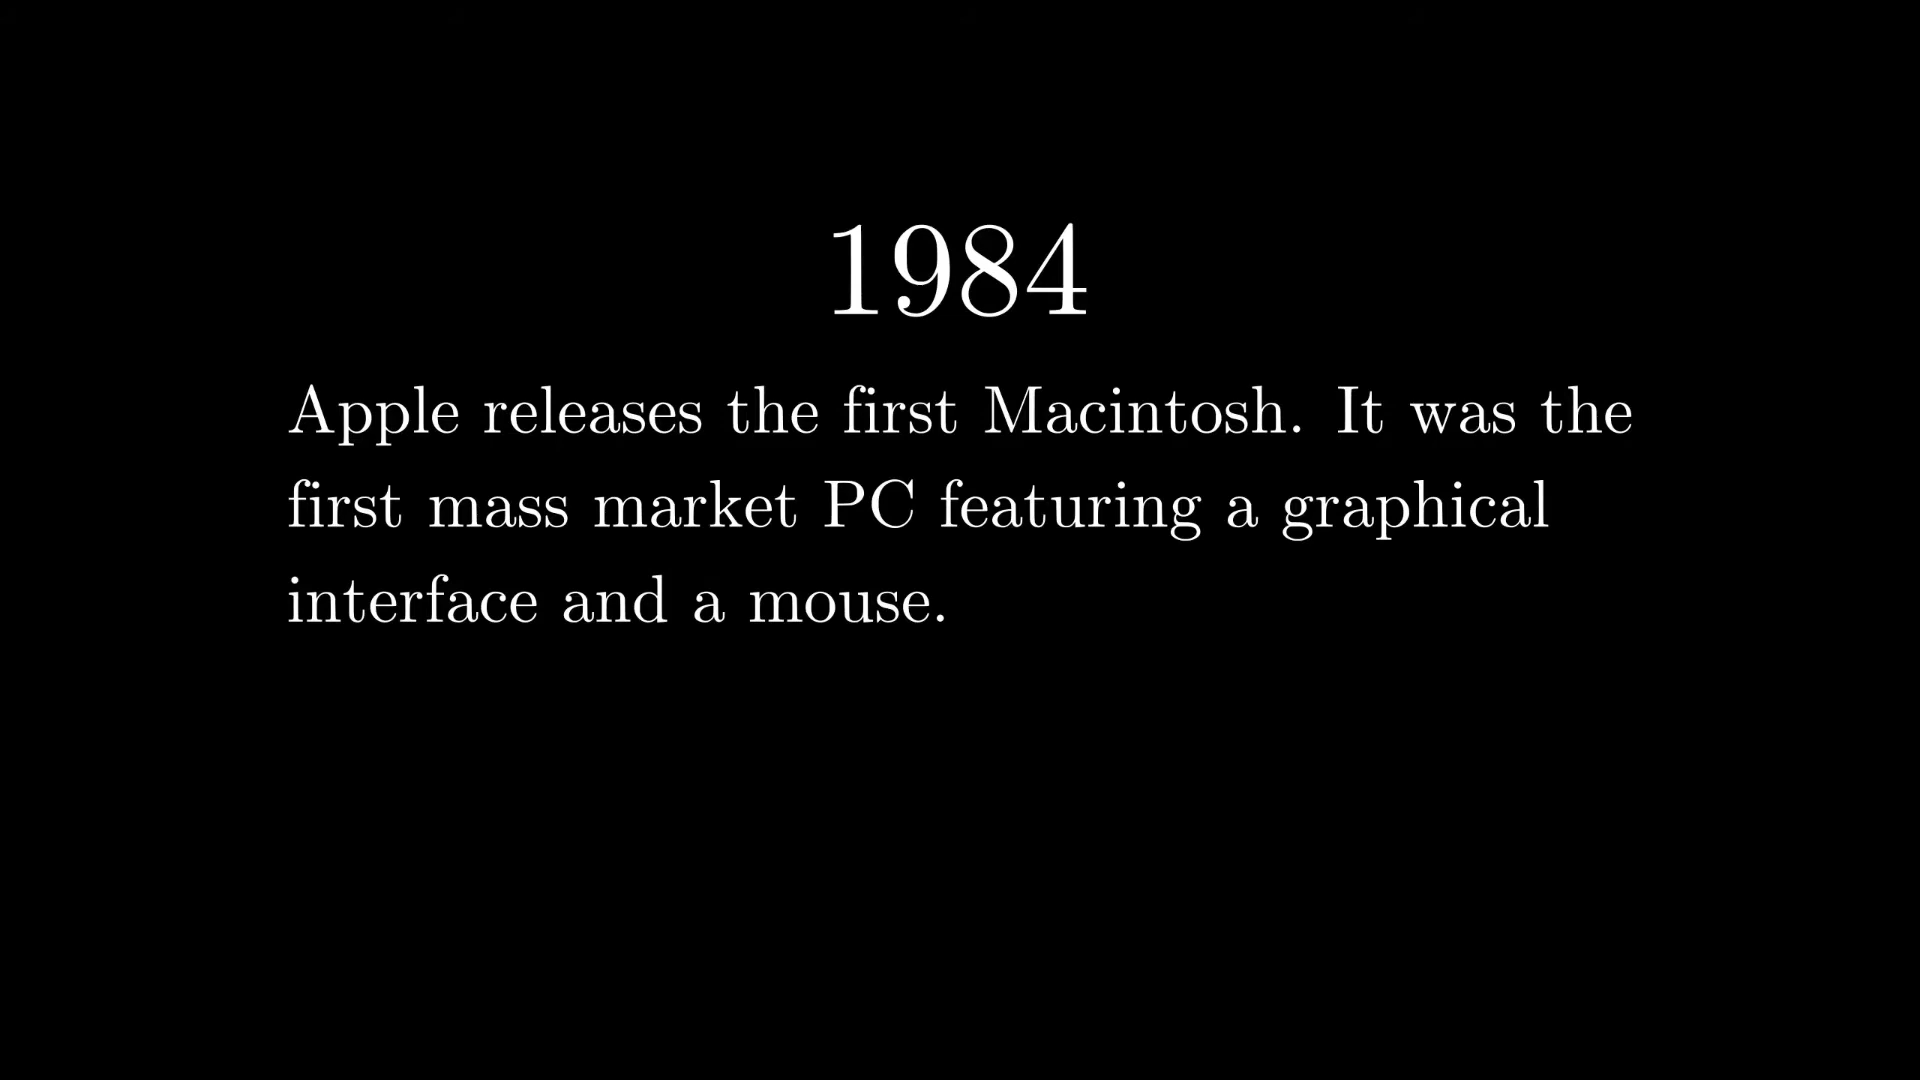 1984
Apple releases the first Macintosh. It was the
first mass market PC featuring a graphical
interface and a mouse.